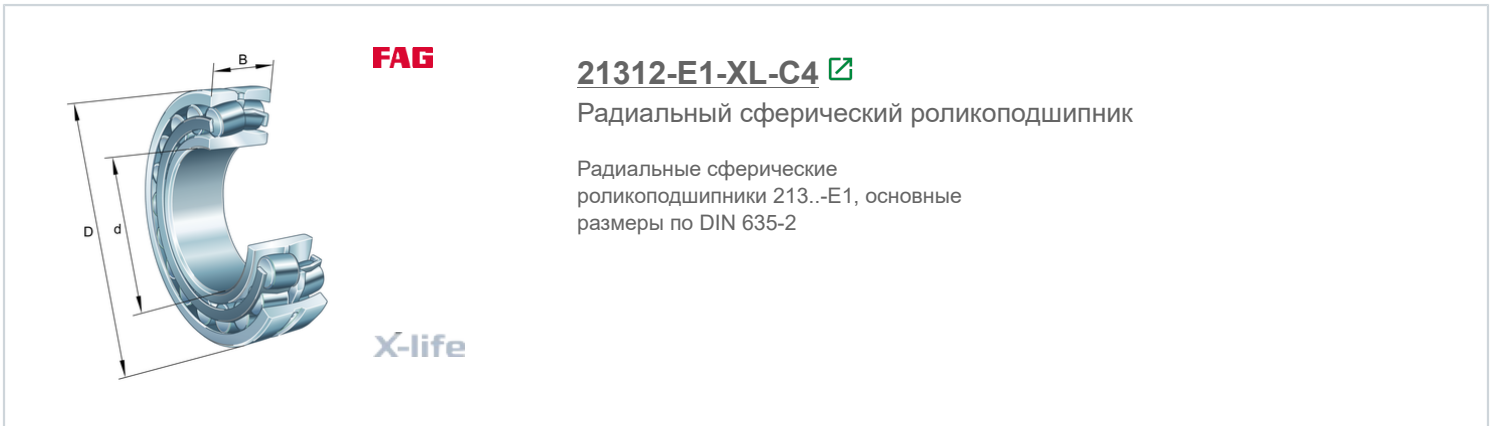 B
D
d
FAG
X-life
21312-E1-XL-C4
Радиальный сферический роликоподшипник
Радиальные сферические
роликоподшипники 213..-E1, основные
размеры по DIN 635-2